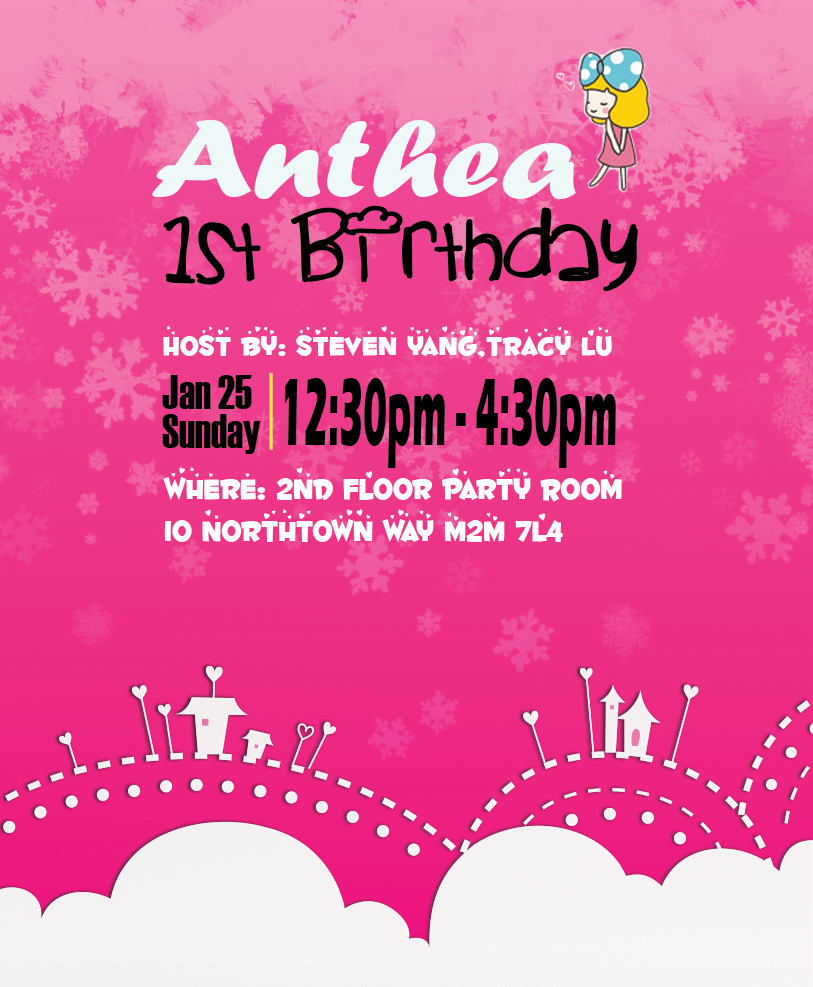 Anthea
1st Birthday
HOST BY: STEVEN YANG,TRACY LU
Jan 25
Sunday
12:30pm - 4:30pm
WHERE: 2ND FLOOR PARTY ROOM
10 NORTHTOWN WAY M2M 7L4